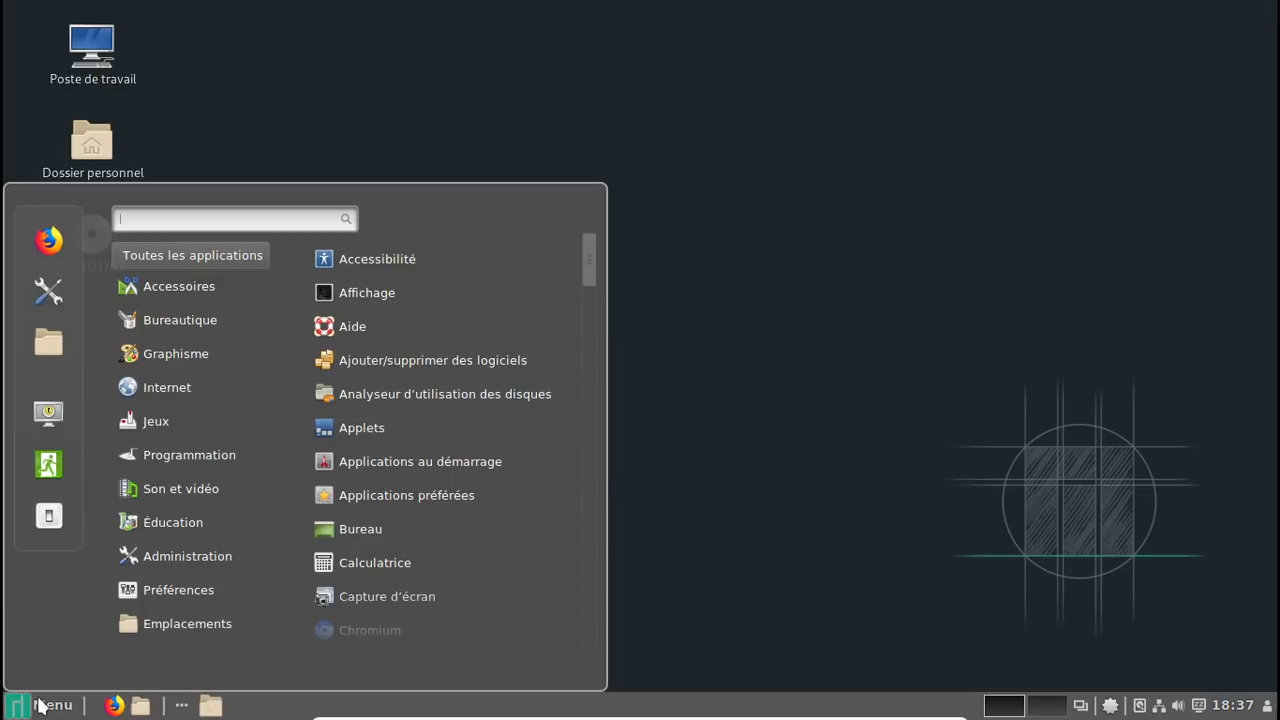 Poste de travail
Dossier personnel
Toutes les applications
Accessoires
Bureautique
Graphisme
Internet
Jeux
Programmation
Son et vidéo
Éducation
Administration
Préférences
Emplacements
Accessibilité
Affichage
Aide
Ajouter/supprimer des logiciels
Analyseur d’utilisation des disques
Applets
Applications au démarrage
Applications préférées
Bureau
Calculatrice
Capture d’écran
Chromium
Menu
18:37